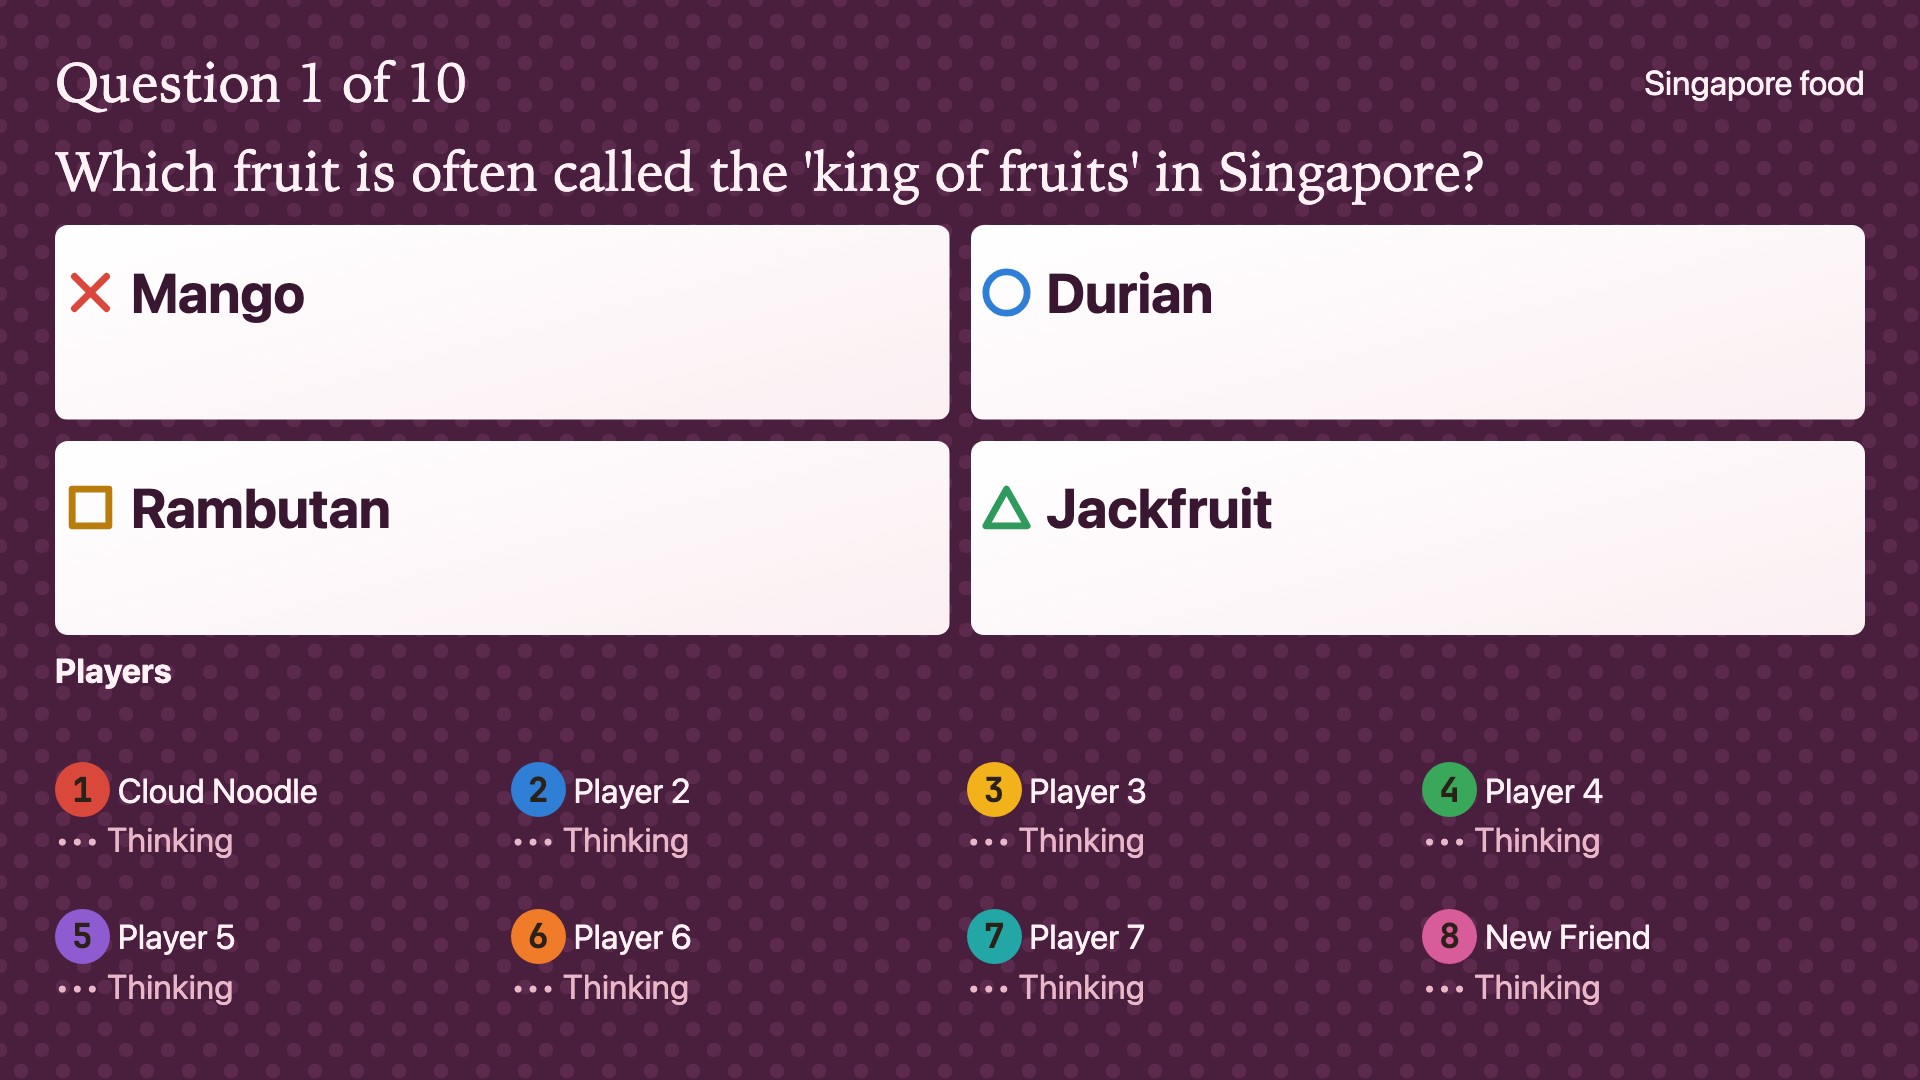 Question 1 of 10
Singapore food
Which fruit is often called the 'king of fruits' in Singapore?
Mango
Durian
Rambutan
Jackfruit
Players
1 Cloud Noodle
2 Player 2
3 Player 3
4 Player 4
Thinking
Thinking
Thinking
Thinking
5 Player 5
6 Player 6
7 Player 7
8 New Friend
Thinking
Thinking
Thinking
Thinking